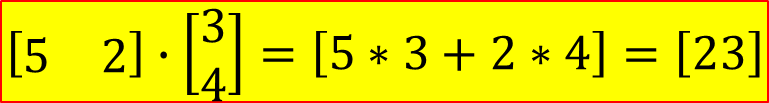 [5 2] · [3 4] = [5 ∗ 3 + 2 ∗ 4] = [23]